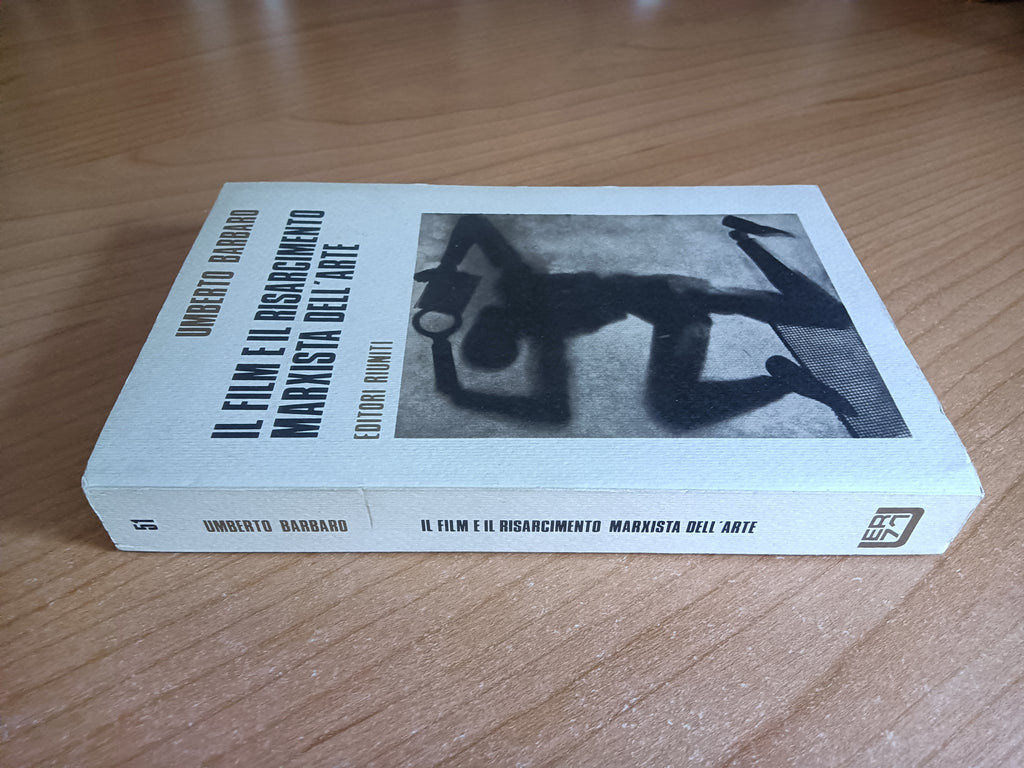 UMBERTO BARBARO
IL FILM E IL RISARCIMENTO
MARXISTA DELL'ARTE
EDITORI RIUNITI
51
UMBERTO BARBARO
IL FILM E IL RISARCIMENTO MARXISTA DELL'ARTE
ER